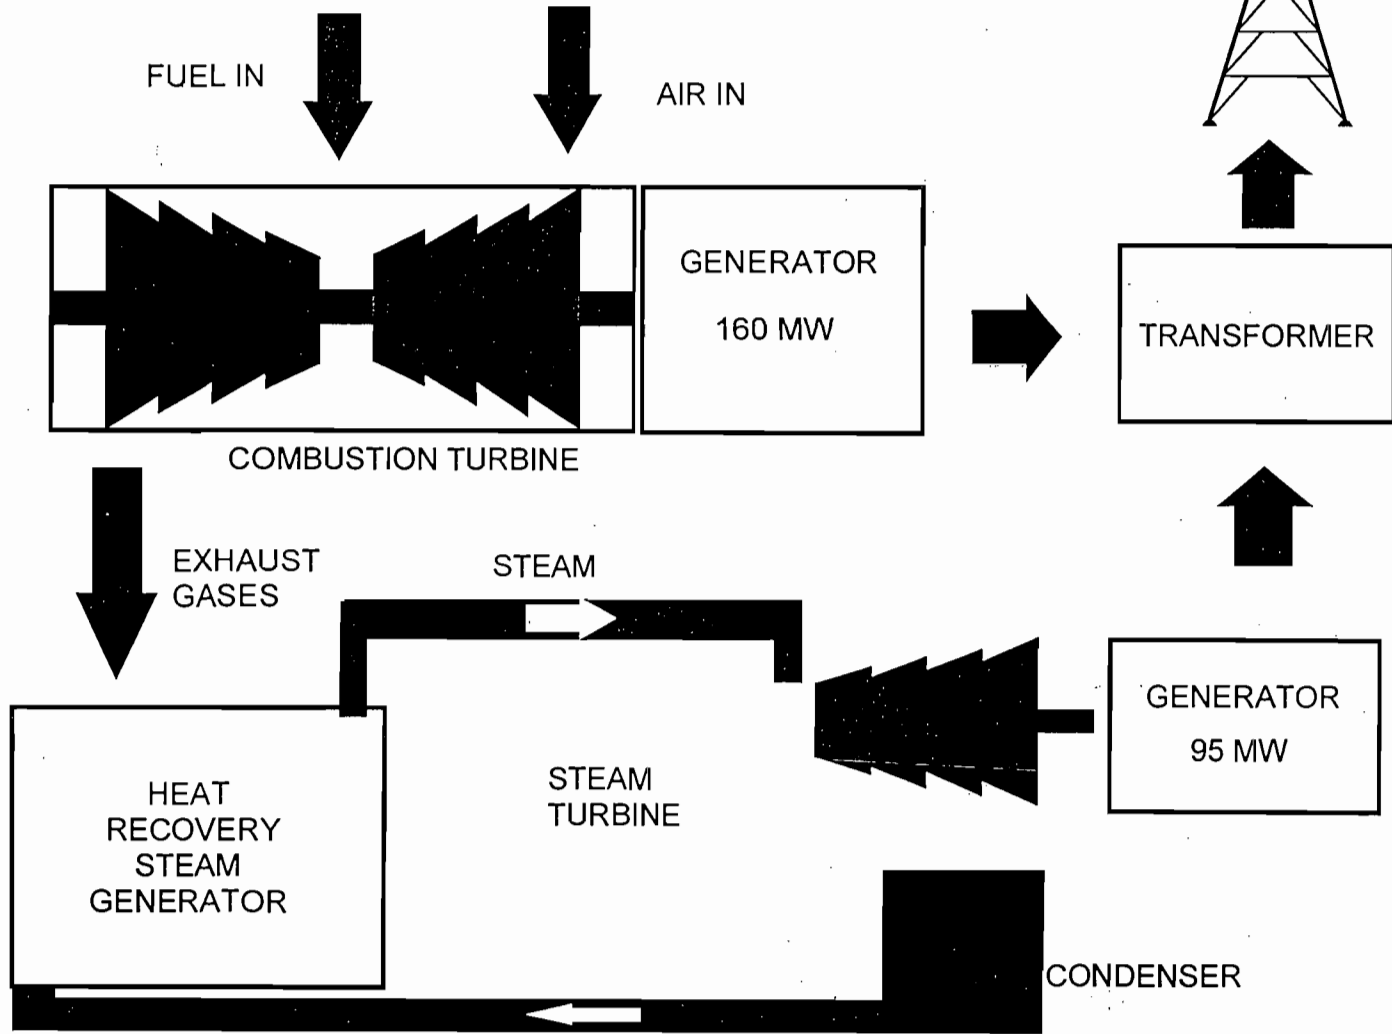 FUEL IN
AIR IN
GENERATOR
160 MW
TRANSFORMER
COMBUSTION TURBINE
EXHAUST
GASES
STEAM
GENERATOR
95 MW
STEAM
TURBINE
HEAT
RECOVERY
STEAM
GENERATOR
CONDENSER